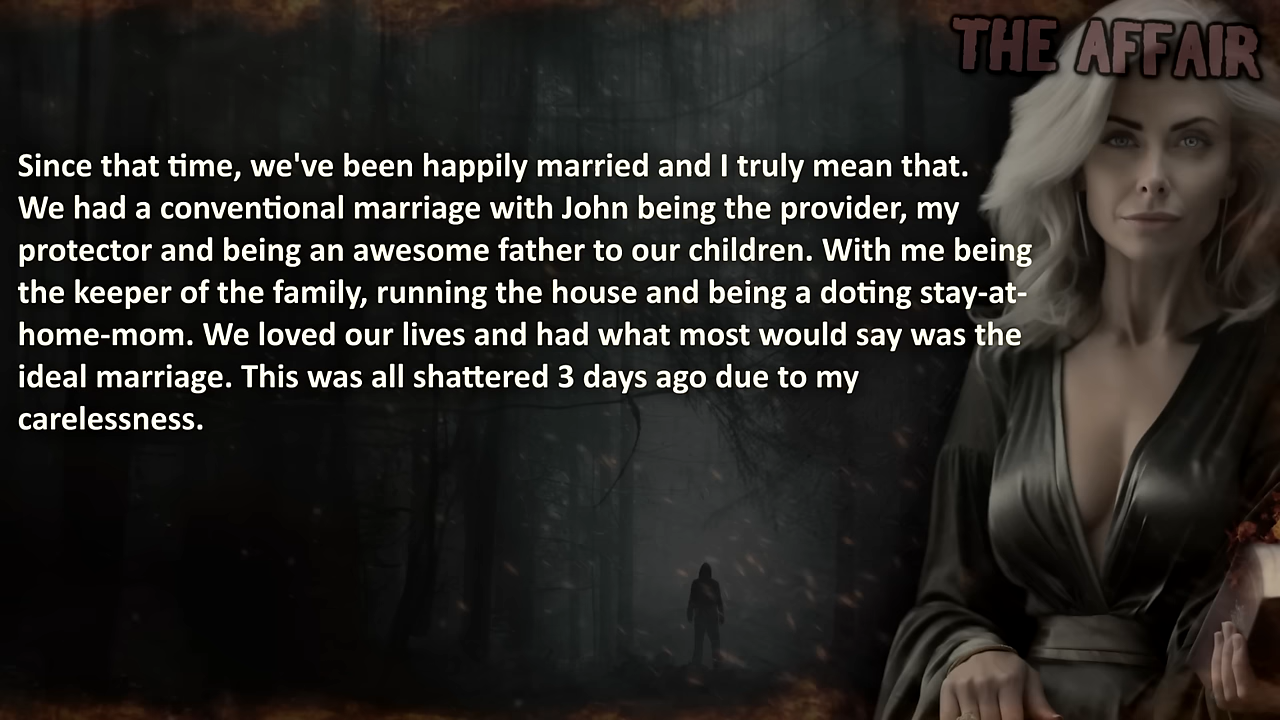 THE AFFAIR
Since that time, we've been happily married and I truly mean that.
We had a conventional marriage with John being the provider, my
protector and being an awesome father to our children. With me being
the keeper of the family, running the house and being a doting stay-at-
home-mom. We loved our lives and had what most would say was the
ideal marriage. This was all shattered 3 days ago due to my
carelessness.